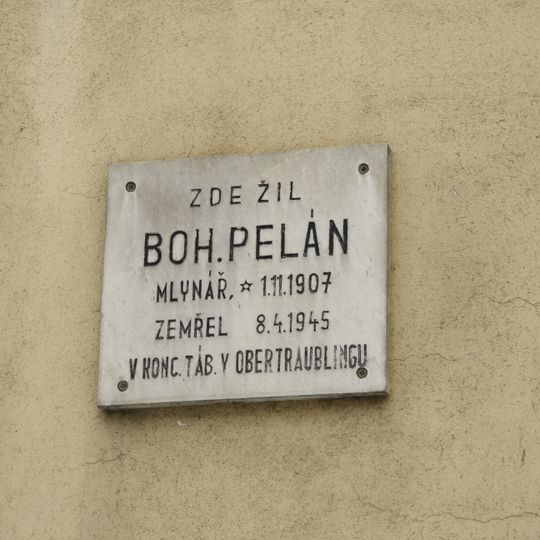 ZDE ŽIL
BOH. PELÁN
MLYNÁŘ, ☆ 1.11.1907
ZEMŘEL 8.4.1945
V KONC. TÁB. V OBERTRAUBLINGU